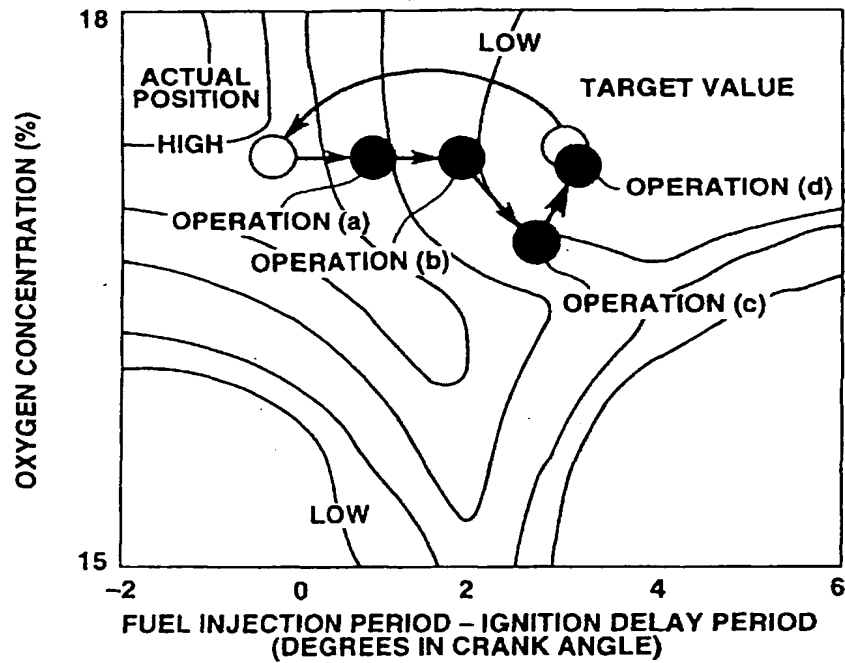 18
LOW
ACTUAL
POSITION
TARGET VALUE
HIGH
OPERATION (d)
OPERATION (a)
OPERATION (b)
OPERATION (c)
LOW
OXYGEN CONCENTRATION (%)
15
–2 0 2 4 6
FUEL INJECTION PERIOD – IGNITION DELAY PERIOD
(DEGREES IN CRANK ANGLE)